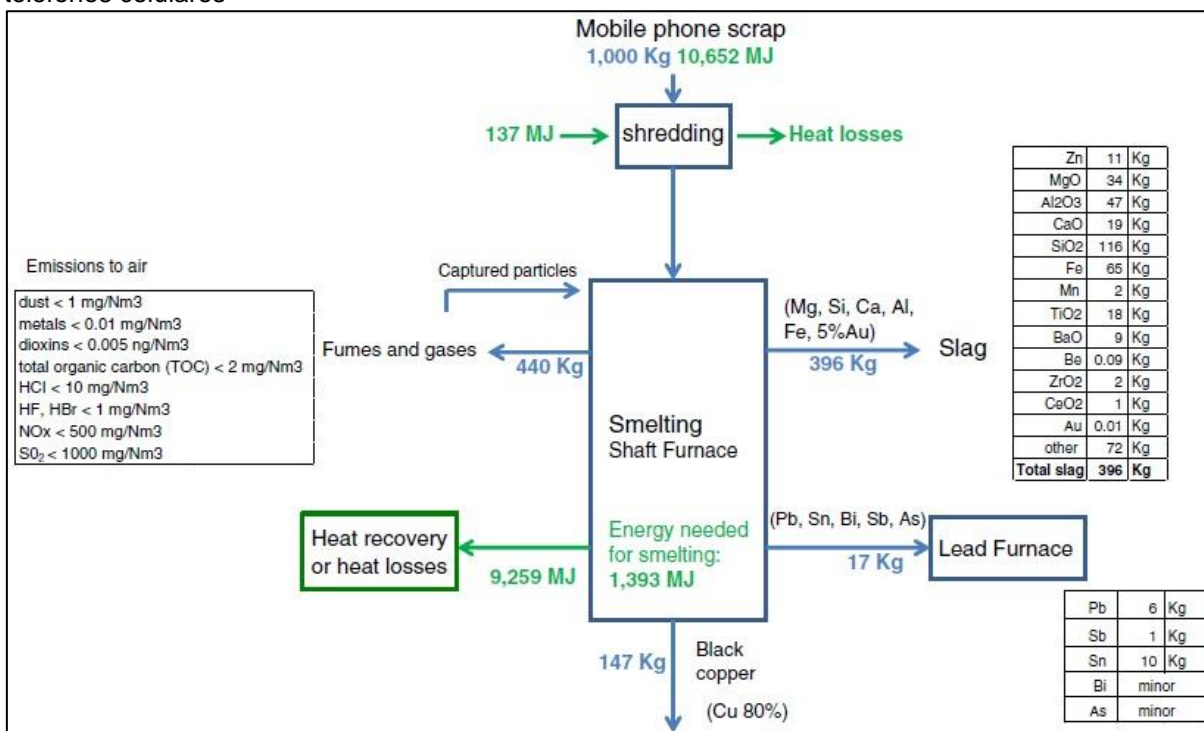 teléfonos celulares
Mobile phone scrap
1,000 Kg 10,652 MJ
137 MJ
shredding
Heat losses
Zn 11 Kg
MgO 34 Kg
Al2O3 47 Kg
CaO 19 Kg
SiO2 116 Kg
Fe 65 Kg
Mn 2 Kg
TiO2 18 Kg
BaO 9 Kg
Be 0.09 Kg
ZrO2 2 Kg
CeO2 1 Kg
Au 0.01 Kg
other 72 Kg
Total slag 396 Kg
Emissions to air
dust < 1 mg/Nm3
metals < 0.01 mg/Nm3
dioxins < 0.005 ng/Nm3
total organic carbon (TOC) < 2 mg/Nm3
HCl < 10 mg/Nm3
HF, HBr < 1 mg/Nm3
NOx < 500 mg/Nm3
S0₂ < 1000 mg/Nm3
Captured particles
Fumes and gases
440 Kg
(Mg, Si, Ca, Al,
Fe, 5%Au)
396 Kg
Slag
Smelting
Shaft Furnace
Energy needed
for smelting:
1,393 MJ
Heat recovery
or heat losses
9,259 MJ
(Pb, Sn, Bi, Sb, As)
17 Kg
Lead Furnace
Pb 6 Kg
Sb 1 Kg
Sn 10 Kg
Bi minor
As minor
147 Kg
Black
copper
(Cu 80%)